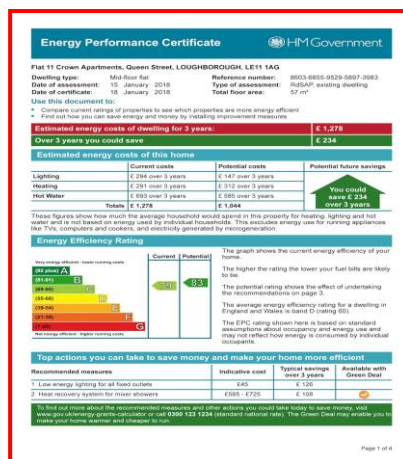 Energy Performance Certificate
HM Government
Flat 11 Crown Apartments, Queen Street, LOUGHBOROUGH, LE11 1AG
Dwelling type: Mid-floor flat Reference number: 8603-6855-9529-5897-3983
Date of assessment: 15 January 2018 Type of assessment: RdSAP, existing dwelling
Date of certificate: 18 January 2018 Total floor area: 57 m²
Use this document to:
• Compare current ratings of properties to see which properties are more energy efficient
• Find out how you can save energy and money by installing improvement measures
Estimated energy costs of dwelling for 3 years: £ 1,278
Over 3 years you could save £ 234
Estimated energy costs of this home
Current costs Potential costs Potential future savings
Lighting £ 294 over 3 years £ 147 over 3 years
Heating £ 291 over 3 years £ 312 over 3 years
Hot Water £ 693 over 3 years £ 585 over 3 years
Totals £ 1,278 £ 1,044
You could
save £ 234
over 3 years
These figures show how much the average household would spend in this property for heating, lighting and hot
water and is not based on energy used by individual households. This excludes energy use for running appliances
like TVs, computers and cookers, and electricity generated by microgeneration.
Energy Efficiency Rating
Current Potential
Very energy efficient - lower running costs
(92 plus) A
(81-91) B
(69-80) C
(55-68) D
(39-54) E
(21-38) F
(1-20) G
Not energy efficient - higher running costs
79
83
The graph shows the current energy efficiency of your
home.
The higher the rating the lower your fuel bills are likely
to be.
The potential rating shows the effect of undertaking
the recommendations on page 3.
The average energy efficiency rating for a dwelling in
England and Wales is band D (rating 60).
The EPC rating shown here is based on standard
assumptions about occupancy and energy use and
may not reflect how energy is consumed by individual
occupants.
Top actions you can take to save money and make your home more efficient
Recommended measures Indicative cost Typical savings over 3 years Available with Green Deal
1 Low energy lighting for all fixed outlets £45 £ 126
2 Heat recovery system for mixer showers £585 - £725 £ 108
To find out more about the recommended measures and other actions you could take today to save money, visit
www.gov.uk/energy-grants-calculator or call 0300 123 1234 (standard national rate). The Green Deal may enable you to
make your home warmer and cheaper to run.
Page 1 of 4